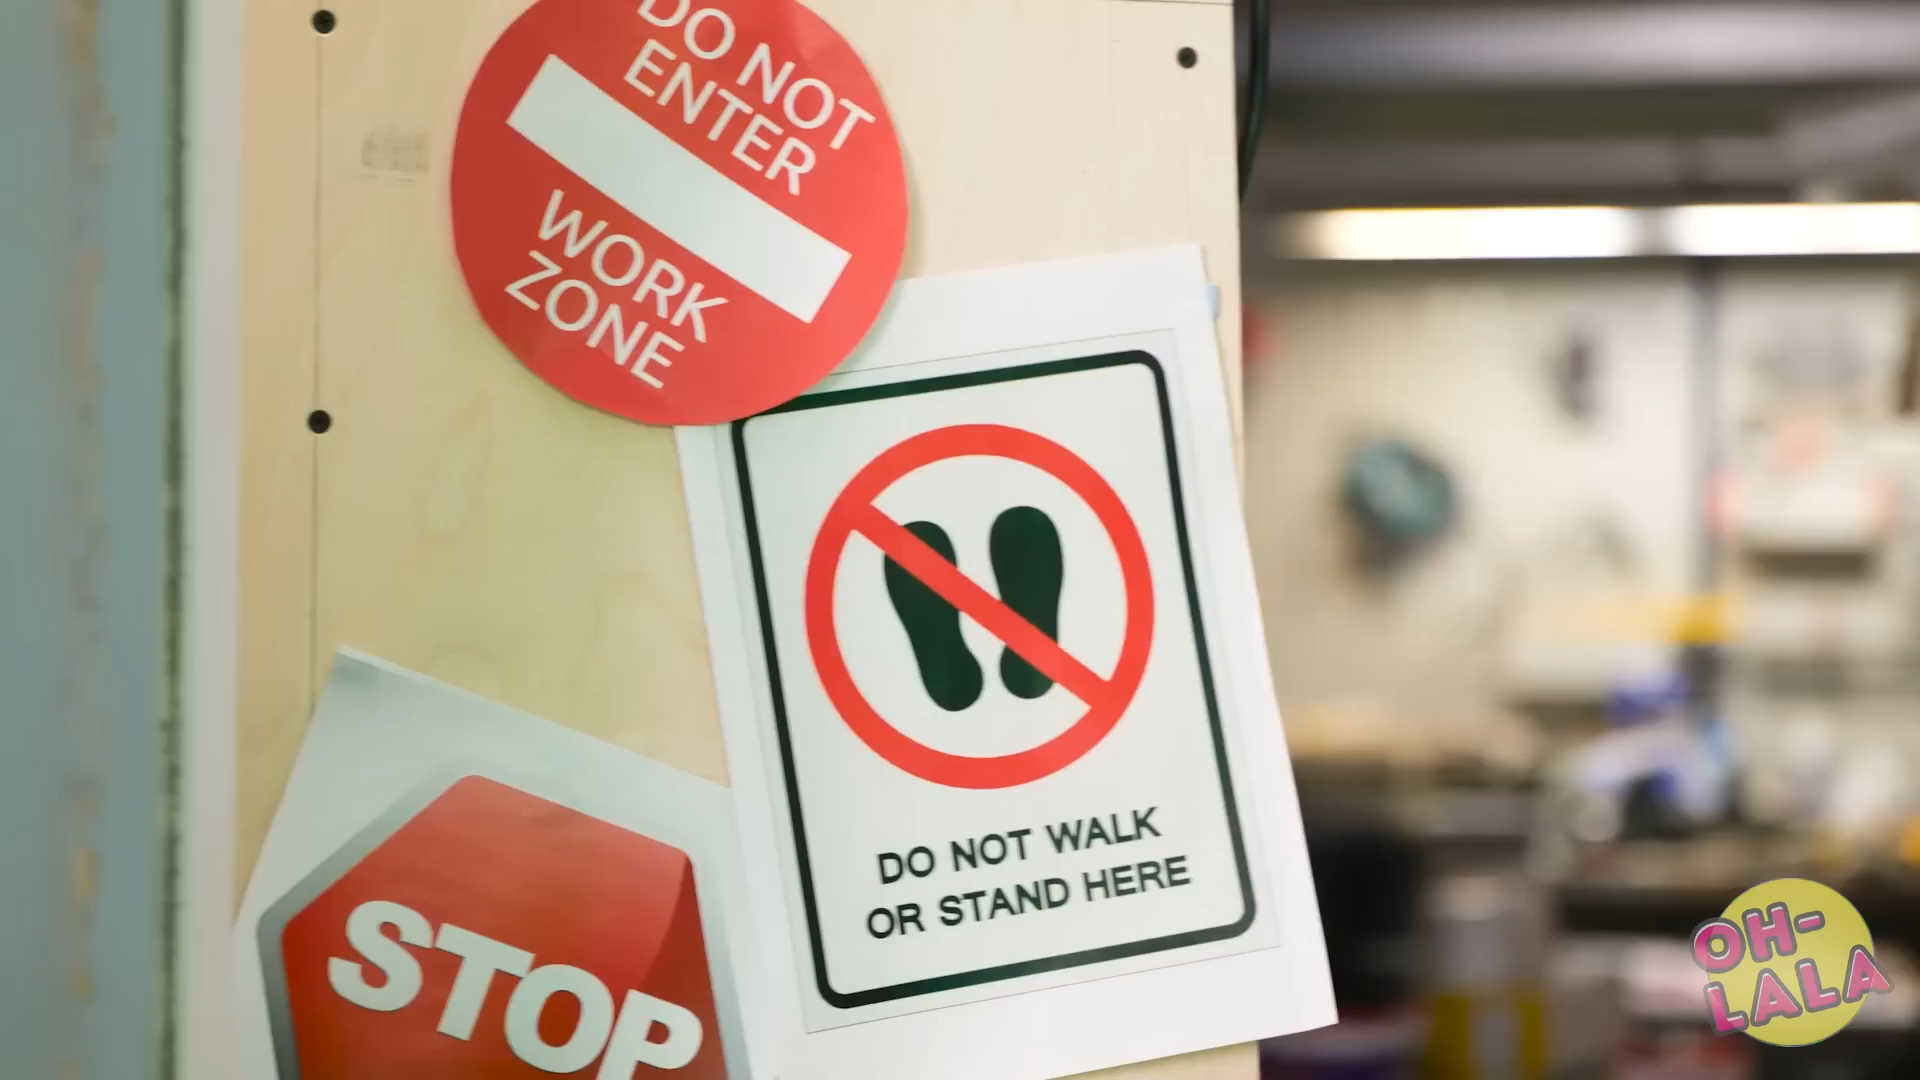 DO NOT
ENTER
WORK
ZONE
DO NOT WALK
OR STAND HERE
STOP
OH-
LALA